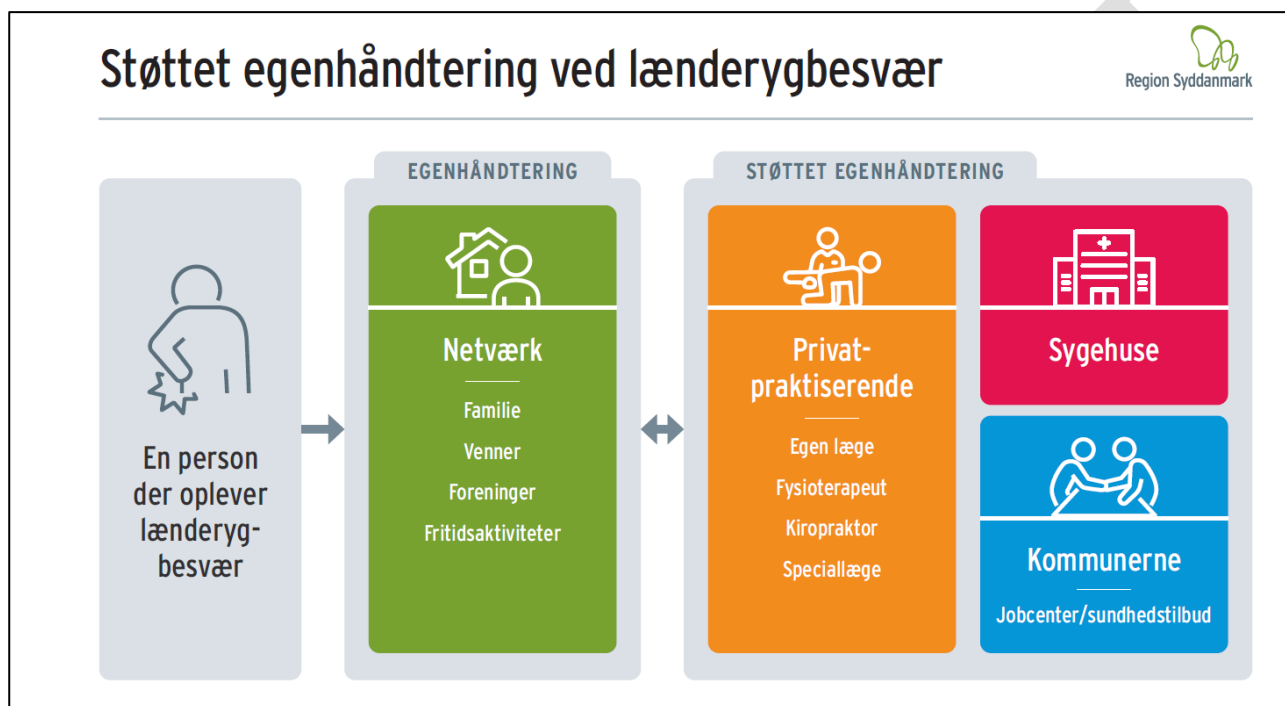 Støttet egenhåndtering ved lænderygbesvær
Region Syddanmark
En person
der oplever
lænderyg-
besvær
EGENHÅNDTERING
Netværk
Familie
Venner
Foreninger
Fritidsaktiviteter
STØTTET EGENHÅNDTERING
Privat-
praktiserende
Egen læge
Fysioterapeut
Kiropraktor
Speciallæge
Sygehuse
Kommunerne
Jobcenter/sundhedstilbud